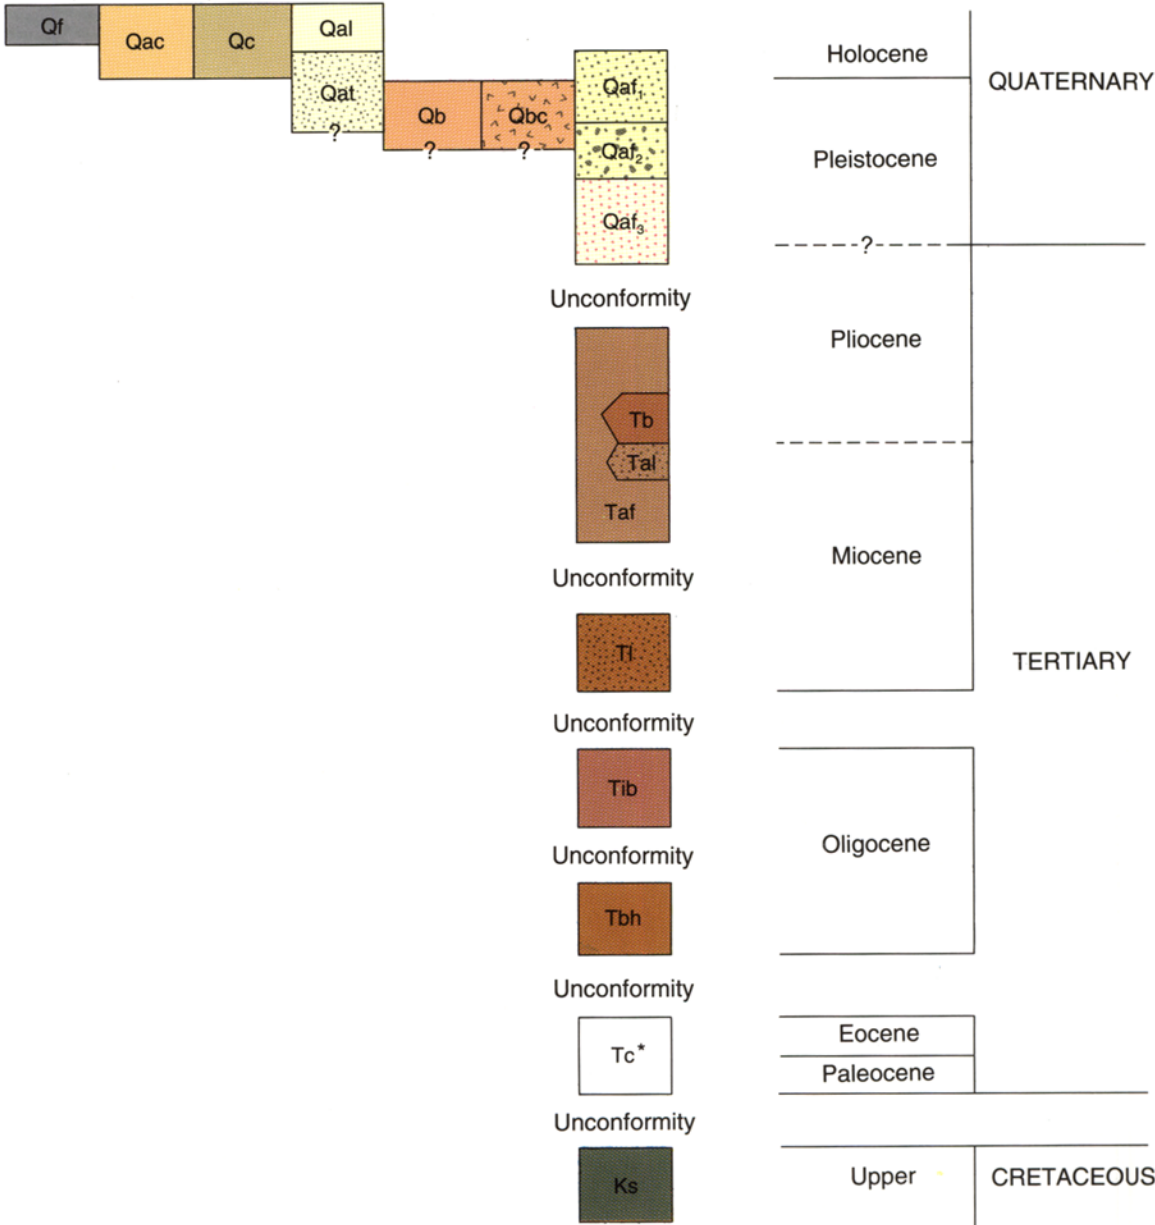 Qf
Qac
Qc
Qal
Qat
?
Qb
?
Qbc
?
Qaf1
Qaf2
Qaf3
Holocene
QUATERNARY
Pleistocene
?
Unconformity
Pliocene
Tb
Tal
Taf
Miocene
Unconformity
Tl
TERTIARY
Unconformity
Tib
Oligocene
Unconformity
Tbh
Unconformity
Tc*
Eocene
Paleocene
Unconformity
Ks
Upper
CRETACEOUS